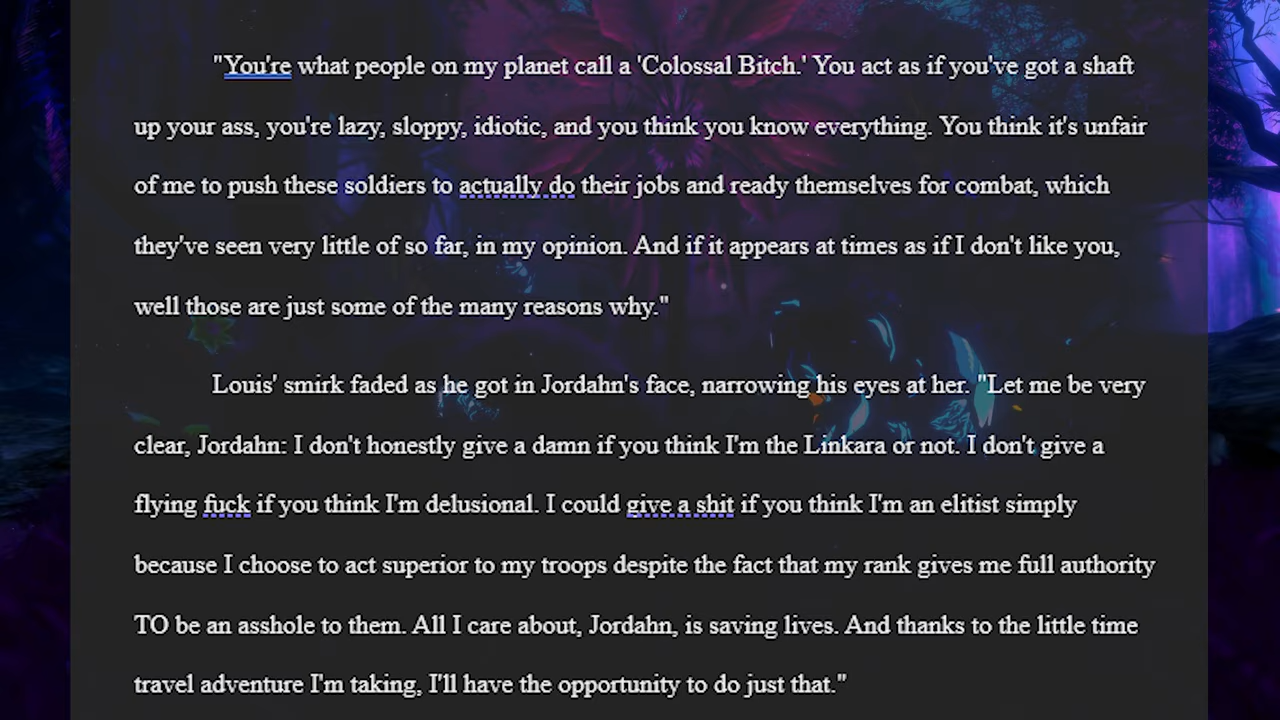 "You're what people on my planet call a 'Colossal Bitch.' You act as if you've got a shaft
up your ass, you're lazy, sloppy, idiotic, and you think you know everything. You think it's unfair
of me to push these soldiers to actually do their jobs and ready themselves for combat, which
they've seen very little of so far, in my opinion. And if it appears at times as if I don't like you,
well those are just some of the many reasons why."
Louis' smirk faded as he got in Jordahn's face, narrowing his eyes at her. "Let me be very
clear, Jordahn: I don't honestly give a damn if you think I'm the Linkara or not. I don't give a
flying fuck if you think I'm delusional. I could give a shit if you think I'm an elitist simply
because I choose to act superior to my troops despite the fact that my rank gives me full authority
TO be an asshole to them. All I care about, Jordahn, is saving lives. And thanks to the little time
travel adventure I'm taking, I'll have the opportunity to do just that."